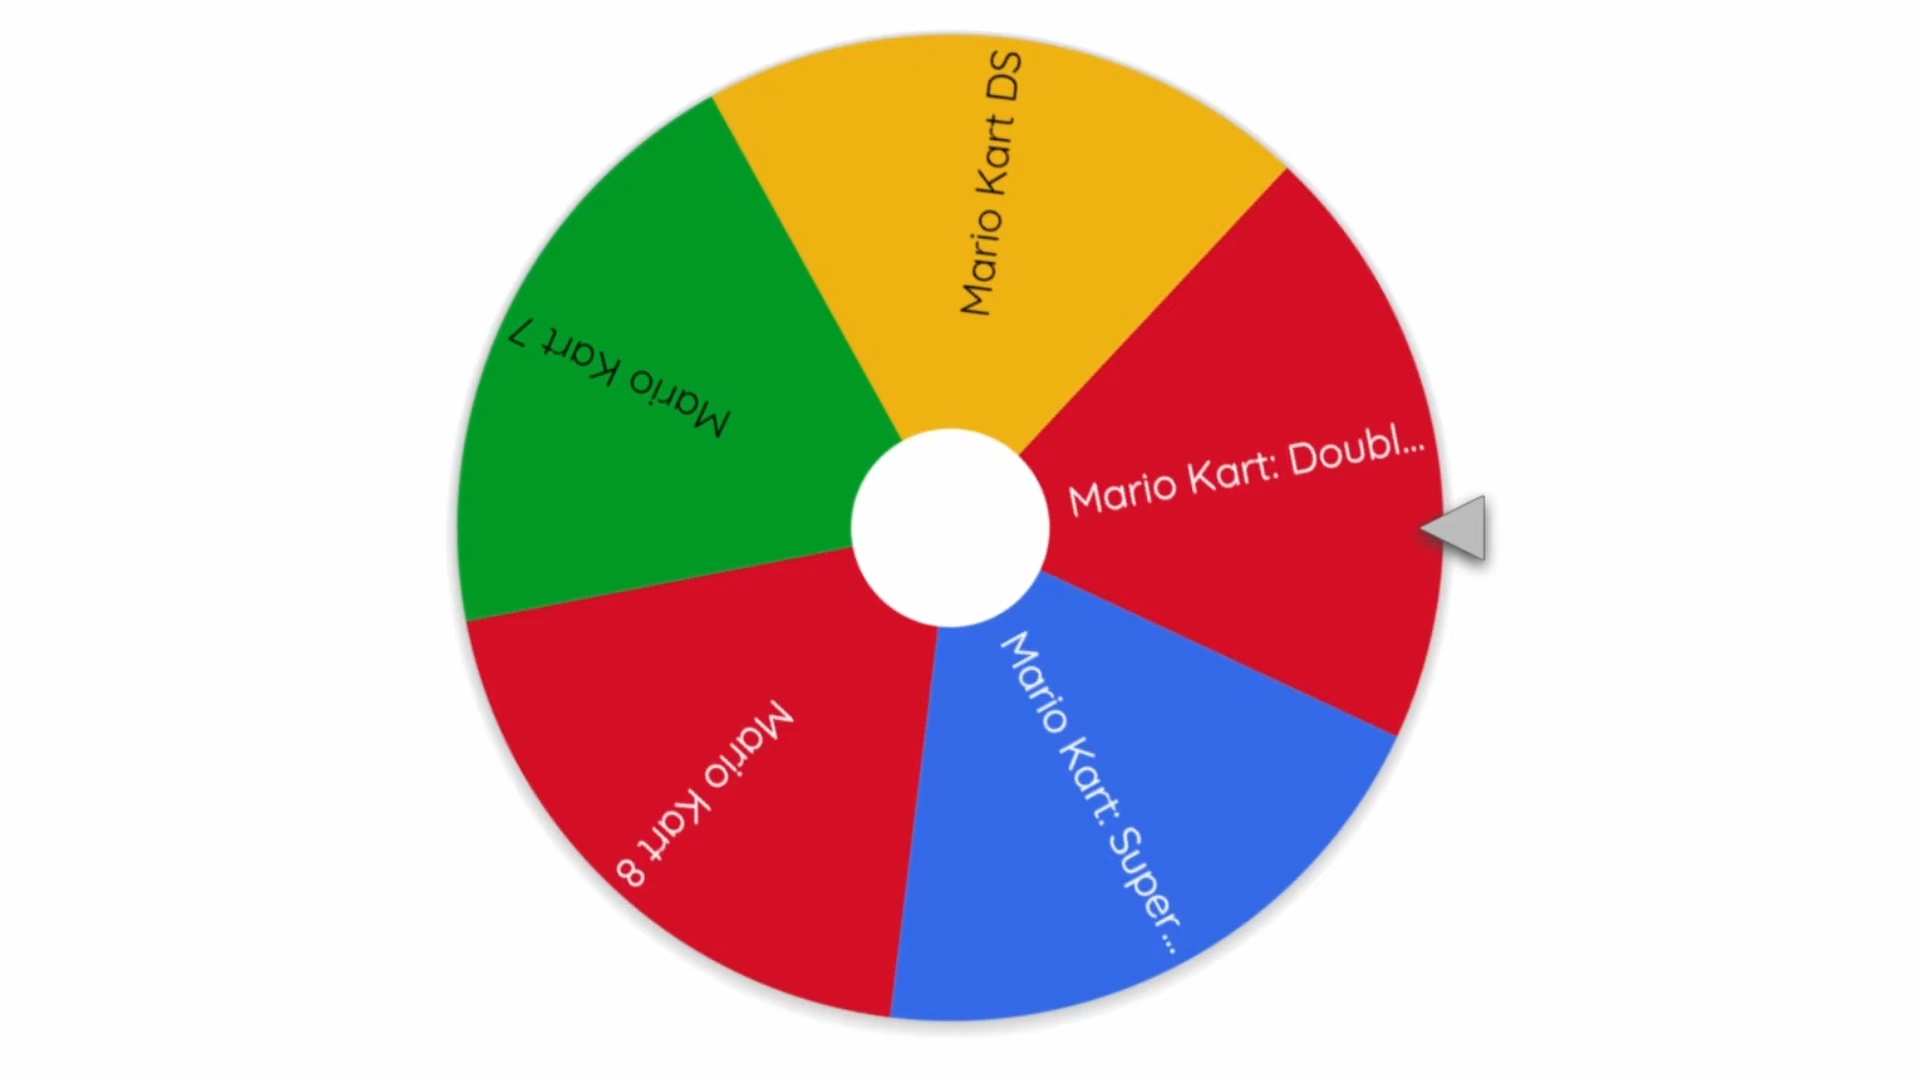 Mario Kart DS
Mario Kart: Doubl...
Mario Kart: Super...
Mario Kart 8
Mario Kart 7